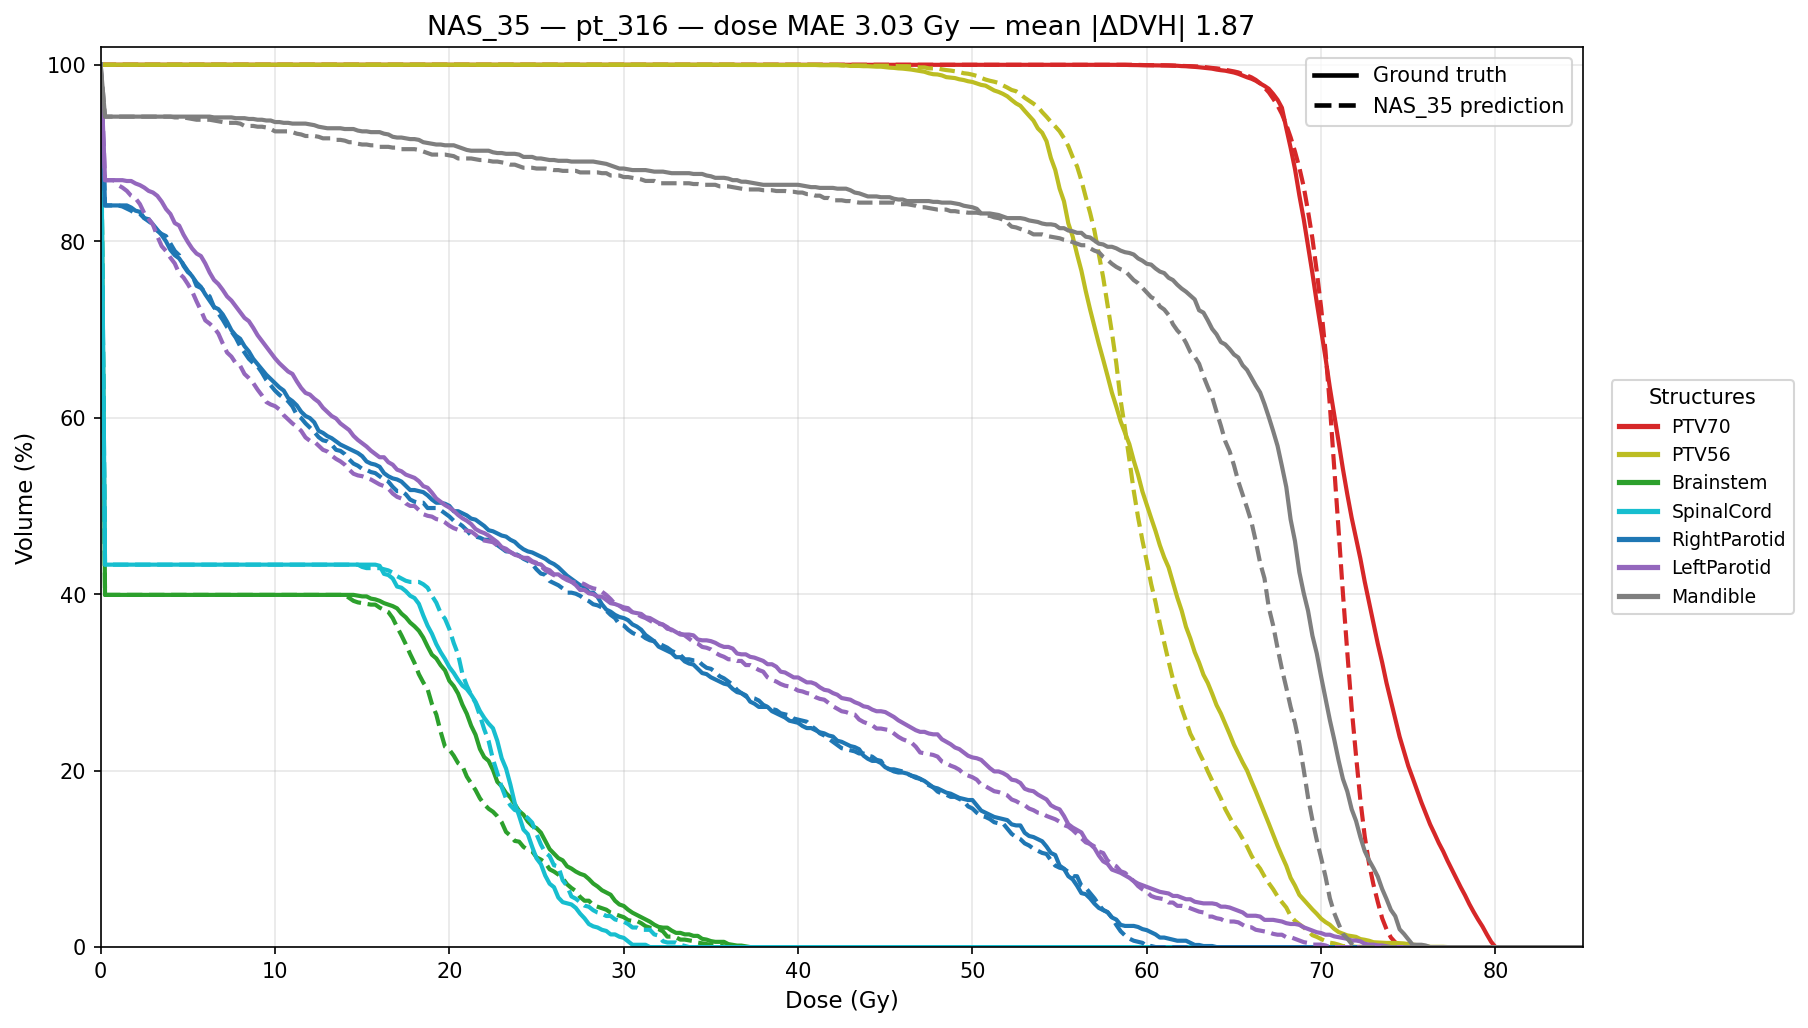 NAS_35 — pt_316 — dose MAE 3.03 Gy — mean |ΔDVH| 1.87
Volume (%)
100
80
60
40
20
0
0 10 20 30 40 50 60 70 80
Dose (Gy)
Ground truth
NAS_35 prediction
Structures
PTV70
PTV56
Brainstem
SpinalCord
RightParotid
LeftParotid
Mandible